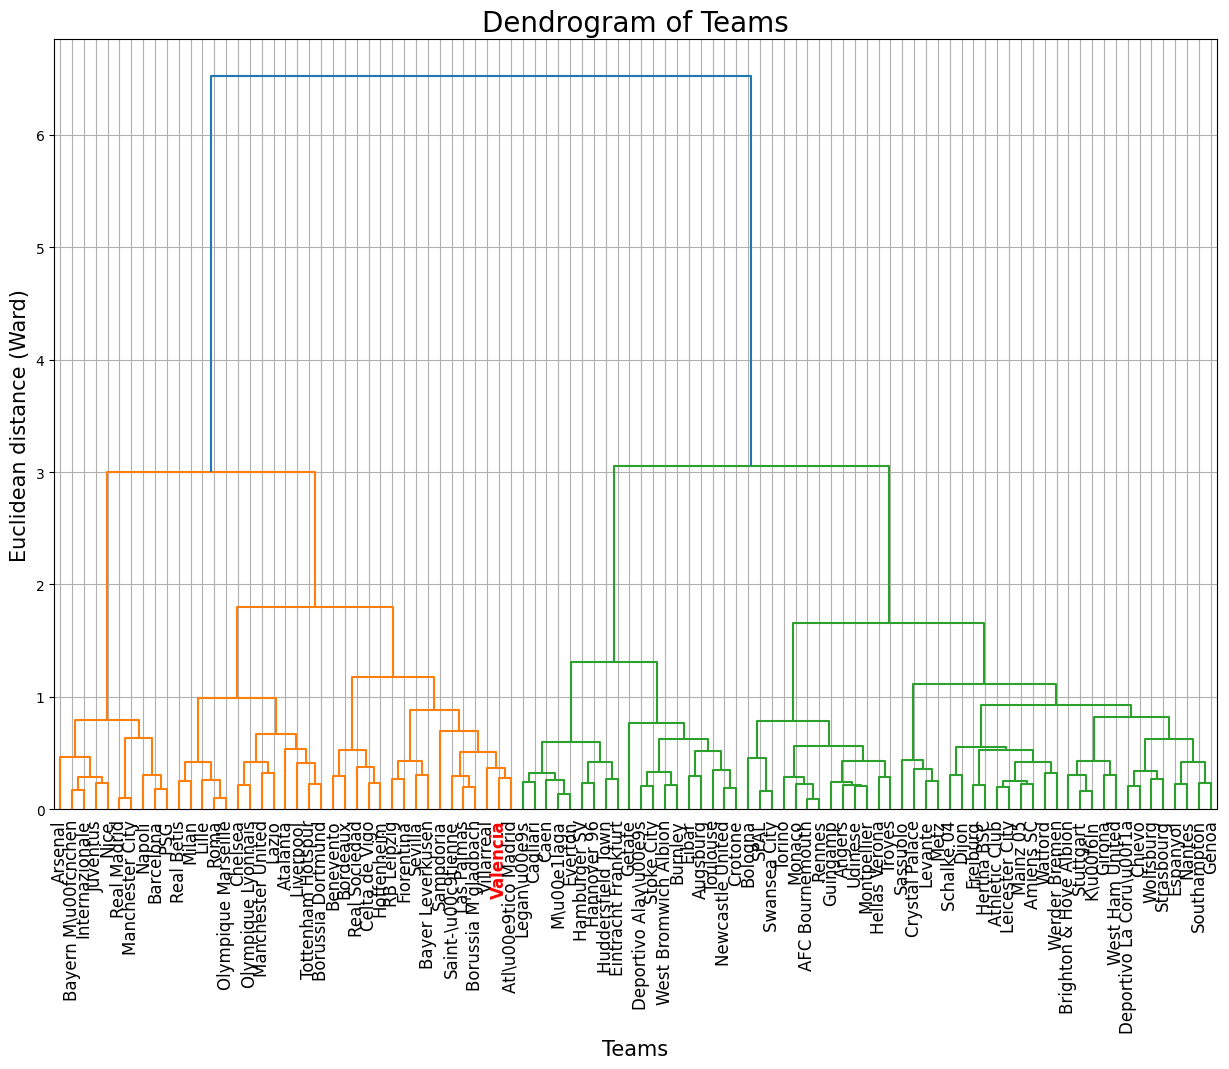 Dendrogram of Teams
Euclidean distance (Ward)
6
5
4
3
2
1
0
Arsenal
Bayern M\u00fcnchen
Internazionale
Juventus
Nice
Real Madrid
Manchester City
Napoli
Barcelona
PSG
Real Betis
Milan
Lille
Roma
Olympique Marseille
Chelsea
Olympique Lyonnais
Manchester United
Lazio
Atalanta
Liverpool
Tottenham Hotspur
Borussia Dortmund
Benevento
Bordeaux
Real Sociedad
Celta de Vigo
Hoffenheim
RB Leipzig
Fiorentina
Sevilla
Bayer Leverkusen
Sampdoria
Saint-\u00c9tienne
Las Palmas
Borussia M'gladbach
Villarreal
Valencia
Atl\u00e9tico Madrid
Legan\u00e9s
Cagliari
Caen
M\u00e1laga
Everton
Hamburger SV
Hannover 96
Huddersfield Town
Eintracht Frankfurt
Getafe
Deportivo Alav\u00e9s
Stoke City
West Bromwich Albion
Burnley
Eibar
Augsburg
Toulouse
Newcastle United
Crotone
Bologna
SPAL
Swansea City
Torino
Monaco
AFC Bournemouth
Rennes
Guingamp
Angers
Udinese
Montpellier
Hellas Verona
Troyes
Sassuolo
Crystal Palace
Levante
Metz
Schalke 04
Dijon
Freiburg
Hertha BSC
Athletic Club
Leicester City
Mainz 05
Amiens SC
Watford
Werder Bremen
Brighton & Hove Albion
Stuttgart
K\u00f6ln
Girona
West Ham United
Deportivo La Coru\u00f1a
Chievo
Wolfsburg
Strasbourg
Espanyol
Nantes
Southampton
Genoa
Teams